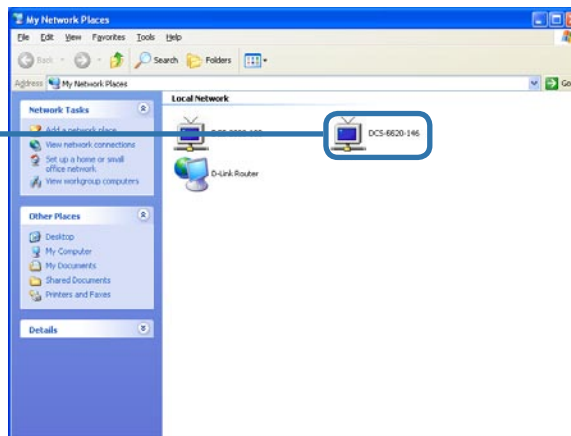 My Network Places
File Edit View Favorites Tools Help
Back Search Folders
Address My Network Places Go
Local Network
Network Tasks
Add a network place
View network connections
Set up a home or small
office network
View workgroup computers
DCS-6620-146
D-Link Router
Other Places
Desktop
My Computer
My Documents
Shared Documents
Printers and Faxes
Details